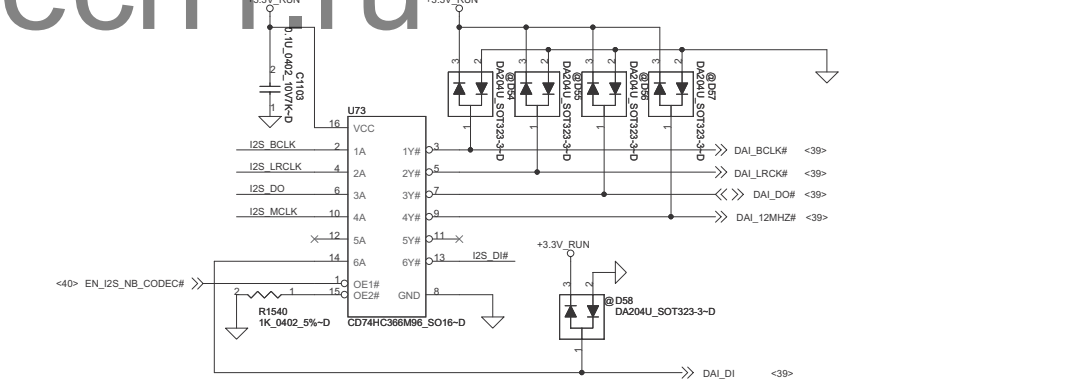 ecnf1.ru
+3.3V_RUN
+3.3V_RUN
0.1U_0402_10V7K~D
C1103
2
1
3
2
1
@D54
DA204U_SOT323-3~D
3
2
1
@D55
DA204U_SOT323-3~D
3
2
1
@D56
DA204U_SOT323-3~D
3
2
1
@D57
DA204U_SOT323-3~D
U73
16 VCC
I2S_BCLK 2 1A 1Y# 3 DAI_BCLK# <39>
I2S_LRCLK 4 2A 2Y# 5 DAI_LRCK# <39>
I2S_DO 6 3A 3Y# 7 DAI_DO# <39>
I2S_MCLK 10 4A 4Y# 9 DAI_12MHZ# <39>
12 5A 5Y# 11
14 6A 6Y# 13 I2S_DI#
<40> EN_I2S_NB_CODEC# 1 OE1#
2 1 15 OE2# GND 8
R1540
1K_0402_5%~D
CD74HC366M96_SO16~D
+3.3V_RUN
3
2
1
@D58
DA204U_SOT323-3~D
DAI_DI <39>